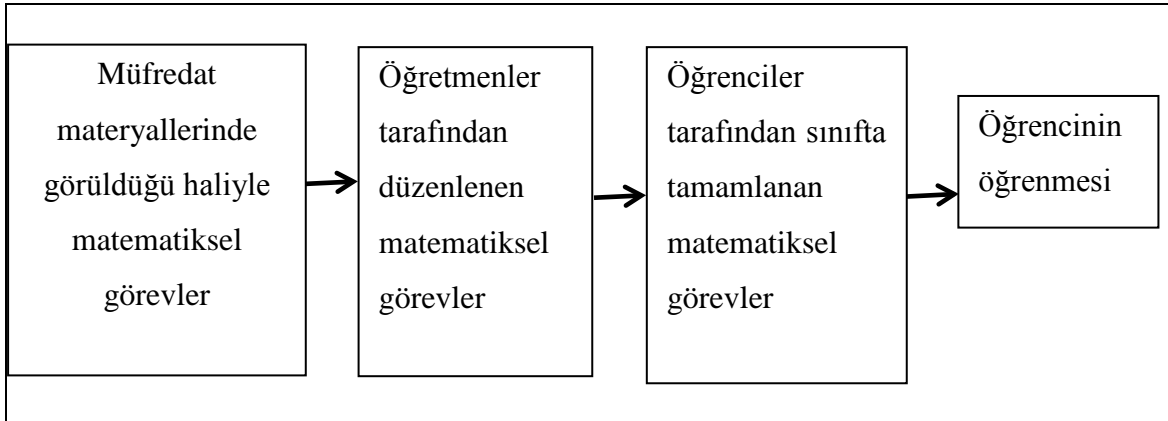 Müfredat
materyallerinde
görüldüğü haliyle
matematiksel
görevler
Öğretmenler
tarafından
düzenlenen
matematiksel
görevler
Öğrenciler
tarafından sınıfta
tamamlanan
matematiksel
görevler
Öğrencinin
öğrenmesi